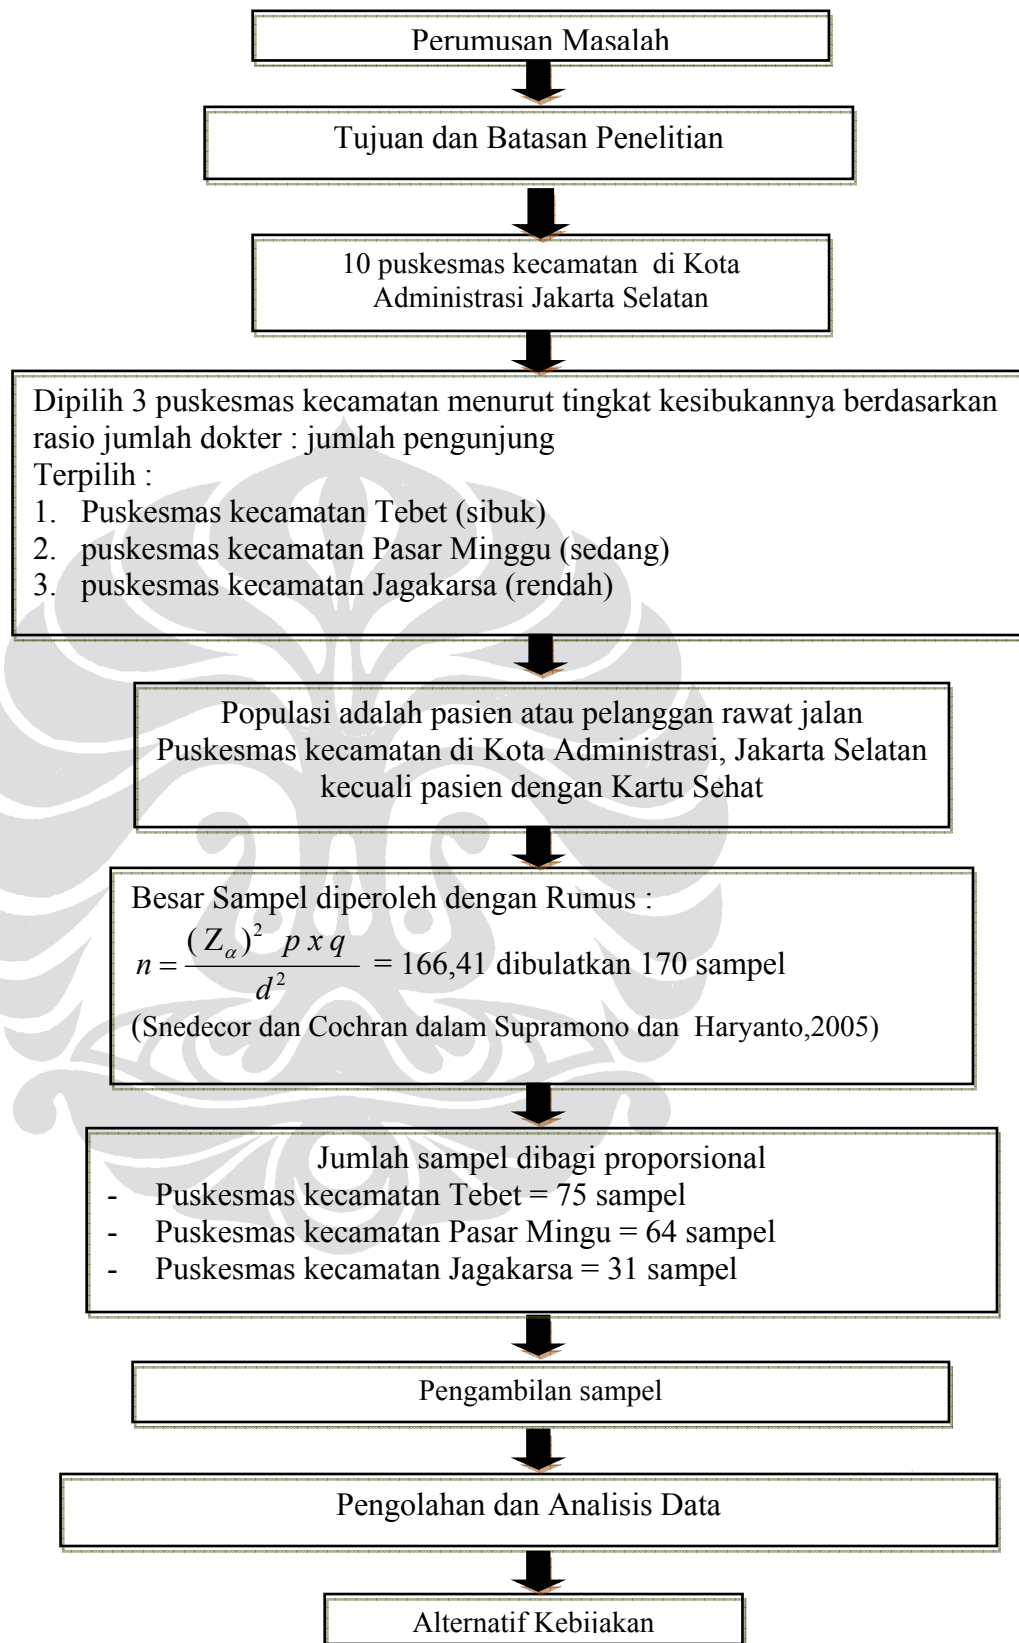 Perumusan Masalah
Tujuan dan Batasan Penelitian
10 puskesmas kecamatan di Kota
Administrasi Jakarta Selatan
Dipilih 3 puskesmas kecamatan menurut tingkat kesibukannya berdasarkan
rasio jumlah dokter : jumlah pengunjung
Terpilih :
1. Puskesmas kecamatan Tebet (sibuk)
2. puskesmas kecamatan Pasar Minggu (sedang)
3. puskesmas kecamatan Jagakarsa (rendah)
Populasi adalah pasien atau pelanggan rawat jalan
Puskesmas kecamatan di Kota Administrasi, Jakarta Selatan
kecuali pasien dengan Kartu Sehat
Besar Sampel diperoleh dengan Rumus :
n = (Zα)² p x q / d² = 166,41 dibulatkan 170 sampel
(Snedecor dan Cochran dalam Supramono dan Haryanto,2005)
Jumlah sampel dibagi proporsional
- Puskesmas kecamatan Tebet = 75 sampel
- Puskesmas kecamatan Pasar Mingu = 64 sampel
- Puskesmas kecamatan Jagakarsa = 31 sampel
Pengambilan sampel
Pengolahan dan Analisis Data
Alternatif Kebijakan